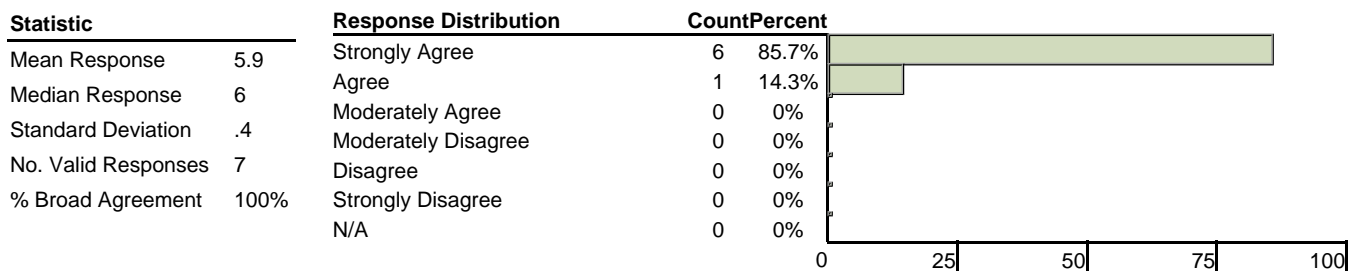 Statistic
Mean Response 5.9
Median Response 6
Standard Deviation .4
No. Valid Responses 7
% Broad Agreement 100%
Response Distribution CountPercent
Strongly Agree 6 85.7%
Agree 1 14.3%
Moderately Agree 0 0%
Moderately Disagree 0 0%
Disagree 0 0%
Strongly Disagree 0 0%
N/A 0 0%
0 25 50 75 100